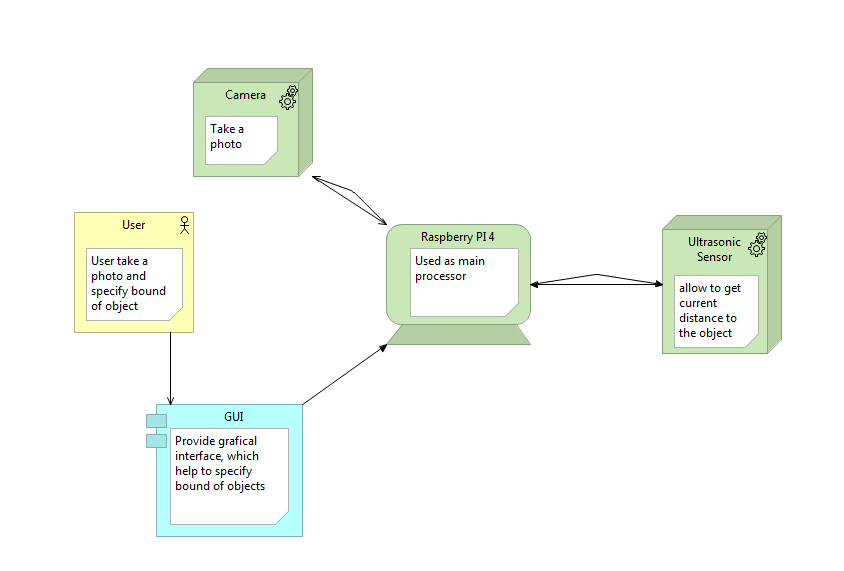 Camera
Take a
photo
User
User take a
photo and
specify bound
of object
Raspberry PI 4
Used as main
processor
Ultrasonic
Sensor
allow to get
current
distance to
the object
GUI
Provide grafical
interface, which
help to specify
bound of objects